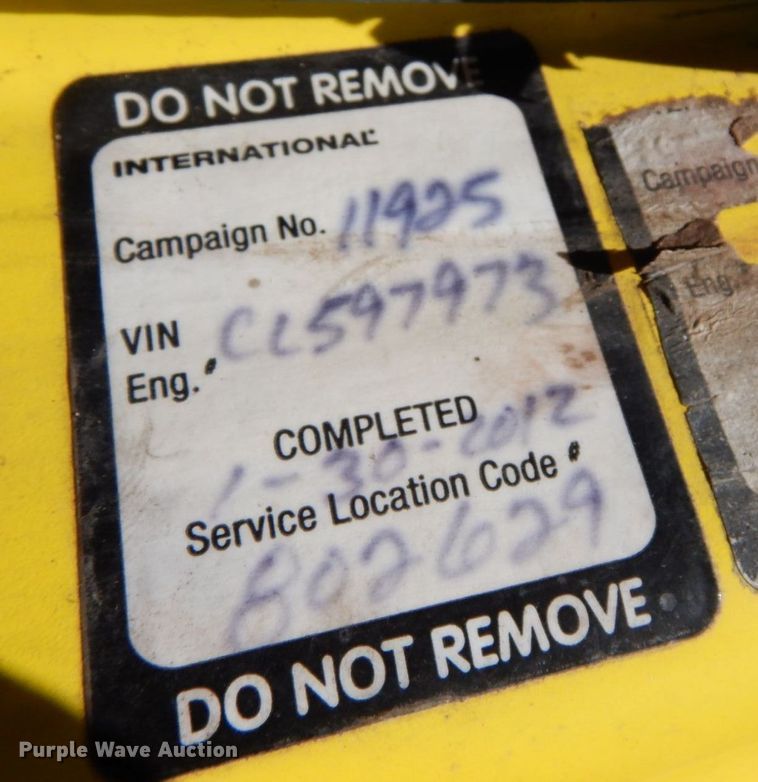 DO NOT REMOVE
INTERNATIONAL
Campaign No. 11925
VIN CL597973
Eng.#
COMPLETED
1-30-2012
Service Location Code #
802629
DO NOT REMOVE
Campaign
Eng.
Purple Wave Auction